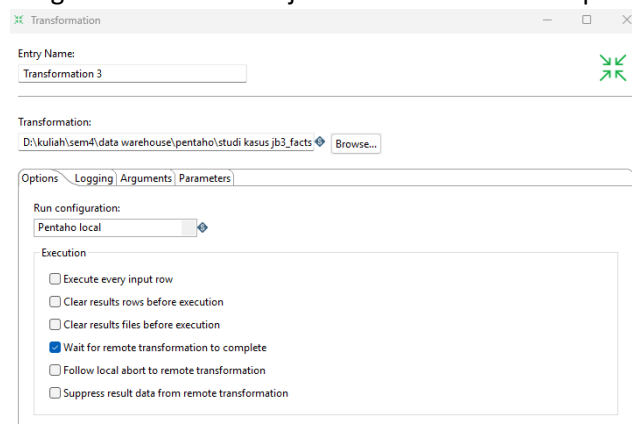 Transformation
Entry Name:
Transformation 3
Transformation:
D:\kuliah\sem4\data warehouse\pentaho\studi kasus jb3_facts
Browse...
Options Logging Arguments Parameters
Run configuration:
Pentaho local
Execution
Execute every input row
Clear results rows before execution
Clear results files before execution
Wait for remote transformation to complete
Follow local abort to remote transformation
Suppress result data from remote transformation